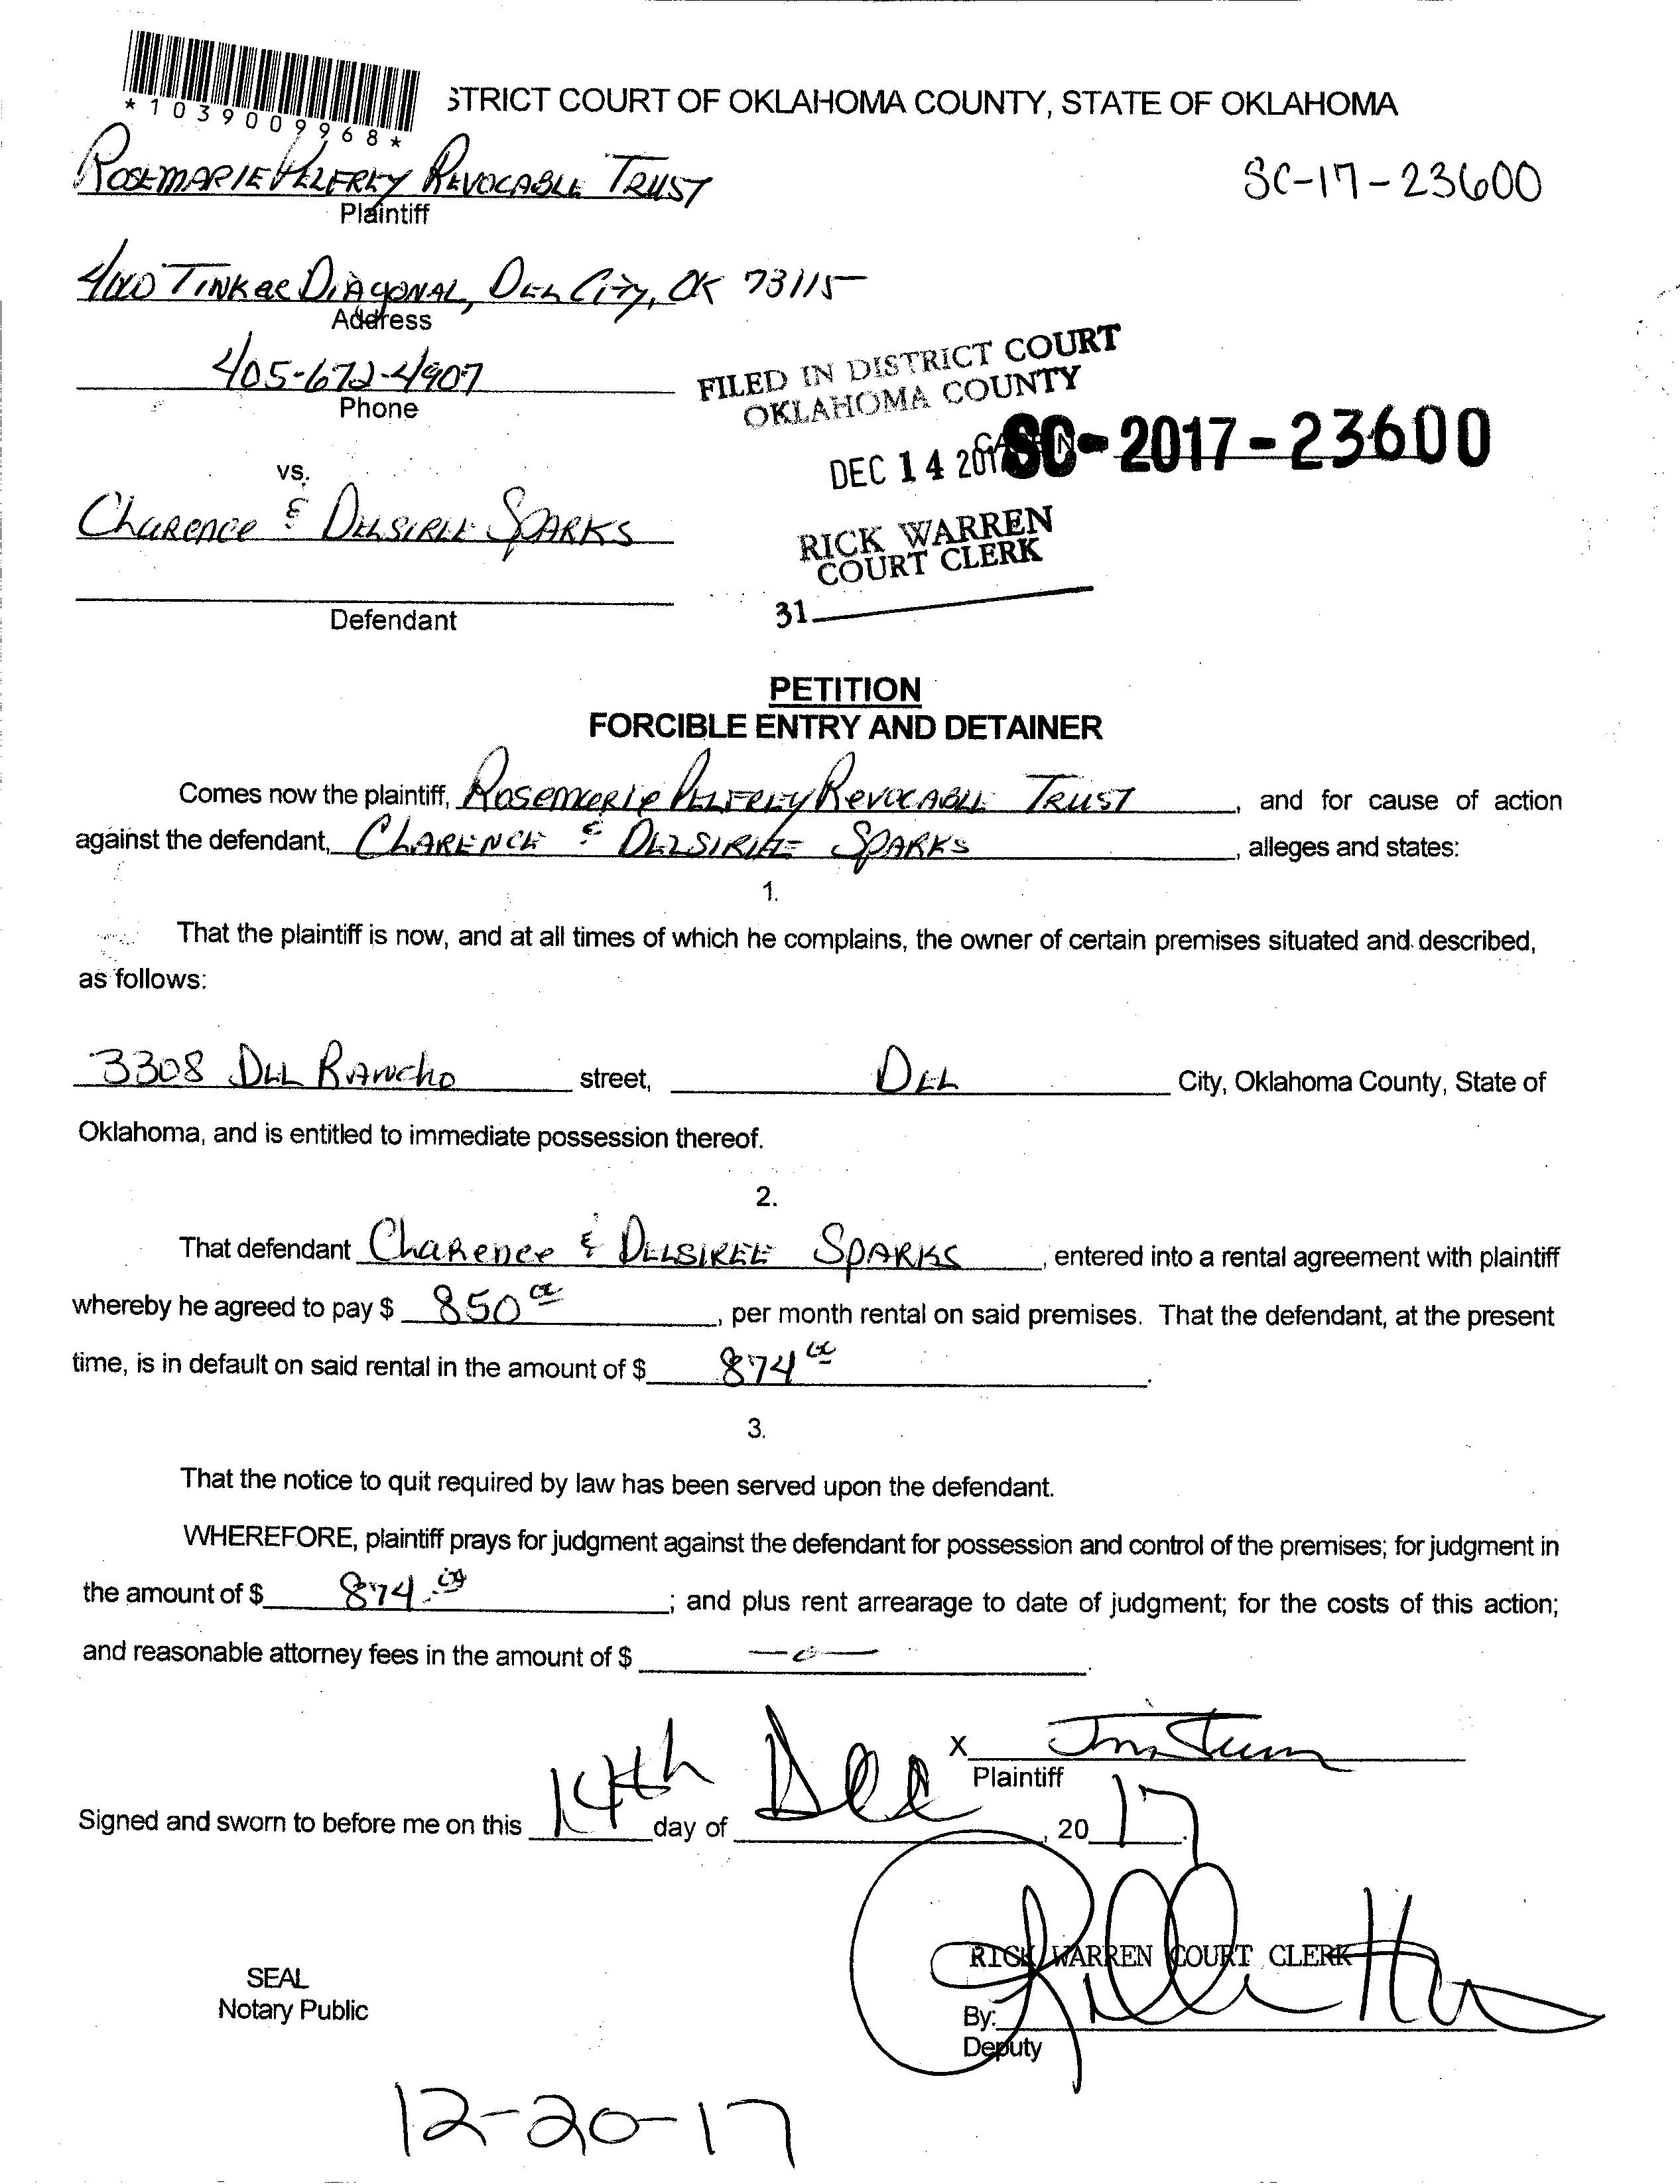 *1039009968*
STRICT COURT OF OKLAHOMA COUNTY, STATE OF OKLAHOMA
ROSEMARIE PELFREY REVOCABLE TRUST
SC-17-23600
Plaintiff
TINKER DIAGONAL, DEL CITY, OK 73115
Address
405-672-4907
Phone
FILED IN DISTRICT COURT
OKLAHOMA COUNTY
DEC 14 201
SC-2017-23600
vs.
Clarence & DEESIREE SPARKS
RICK WARREN
COURT CLERK
31
Defendant
PETITION
FORCIBLE ENTRY AND DETAINER
Comes now the plaintiff, Rosemarie PELFREY REVOCABLE TRUST, and for cause of action
against the defendant, CLARENCE & DEESIREE SPARKS, alleges and states:
1.
That the plaintiff is now, and at all times of which he complains, the owner of certain premises situated and described,
as follows:
3308 DEL RANCHO street, DEL City, Oklahoma County, State of
Oklahoma, and is entitled to immediate possession thereof.
2.
That defendant Clarence & DEESIREE SPARKS, entered into a rental agreement with plaintiff
whereby he agreed to pay $ 850 00, per month rental on said premises. That the defendant, at the present
time, is in default on said rental in the amount of $ 874 00.
3.
That the notice to quit required by law has been served upon the defendant.
WHEREFORE, plaintiff prays for judgment against the defendant for possession and control of the premises; for judgment in
the amount of $ 874.00; and plus rent arrearage to date of judgment; for the costs of this action;
and reasonable attorney fees in the amount of $ —0—.
X
Plaintiff
Signed and sworn to before me on this 14th day of Dec, 2017.
RICK WARREN COURT CLERK
SEAL
Notary Public
By:
Deputy
12-20-17